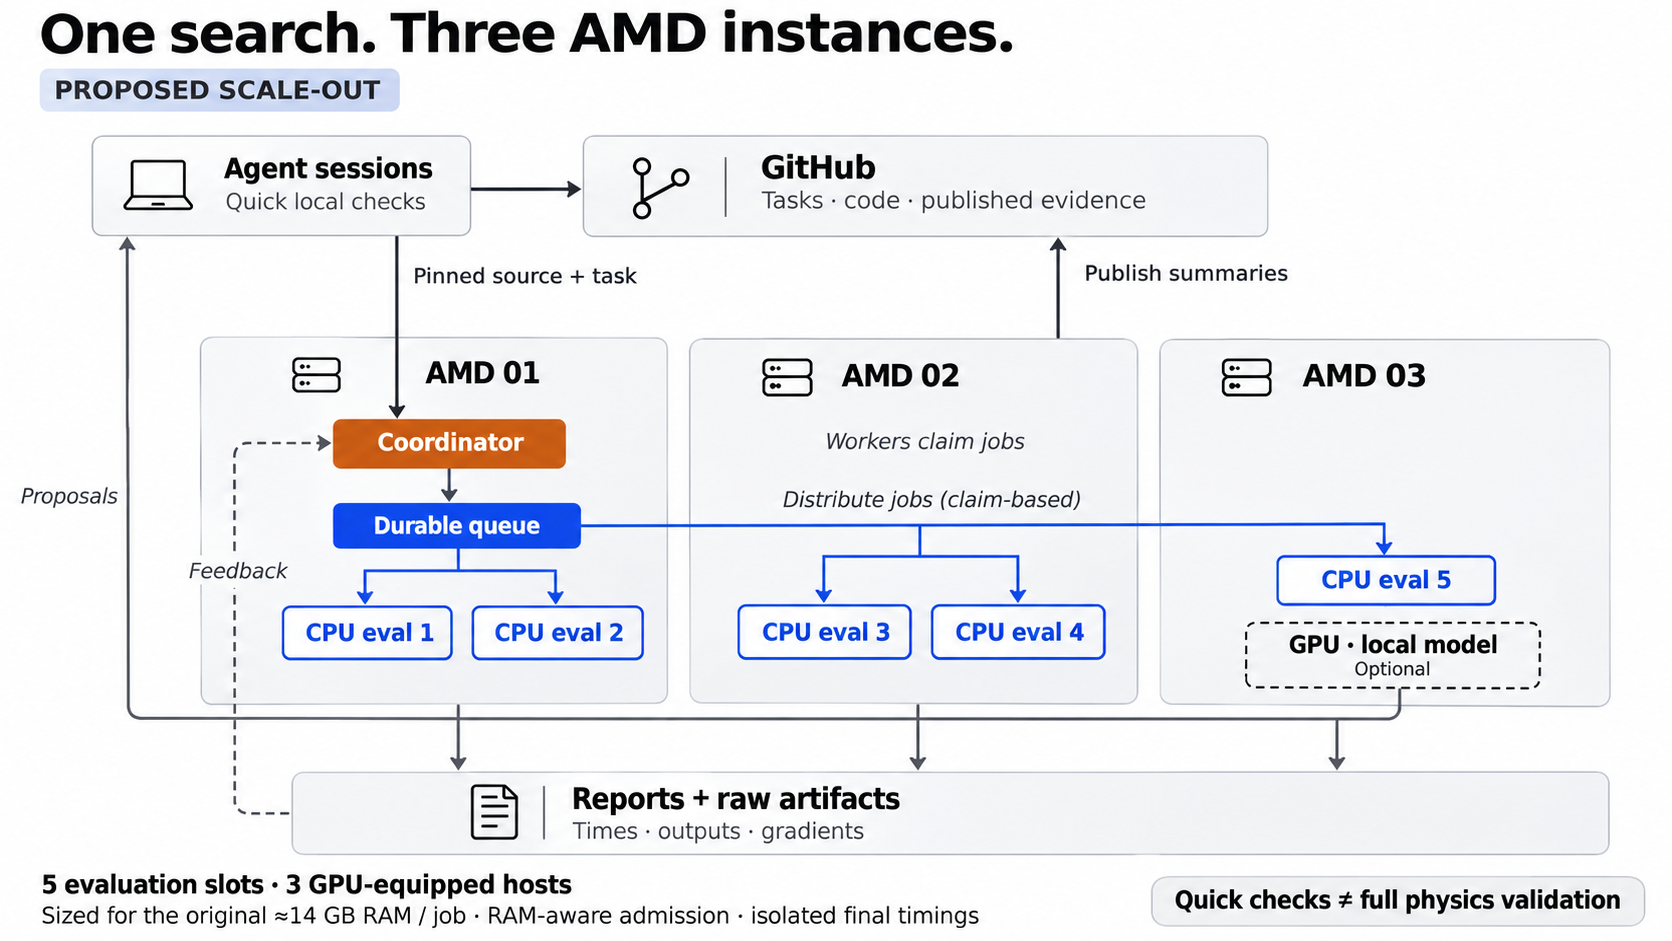 One search. Three AMD instances.
PROPOSED SCALE-OUT
Agent sessions
Quick local checks
GitHub
Tasks · code · published evidence
Pinned source + task
Publish summaries
AMD 01
AMD 02
AMD 03
Coordinator
Workers claim jobs
Proposals
Distribute jobs (claim-based)
Durable queue
Feedback
CPU eval 1
CPU eval 2
CPU eval 3
CPU eval 4
CPU eval 5
GPU · local model
Optional
Reports + raw artifacts
Times · outputs · gradients
5 evaluation slots · 3 GPU-equipped hosts
Sized for the original ≈14 GB RAM / job · RAM-aware admission · isolated final timings
Quick checks ≠ full physics validation